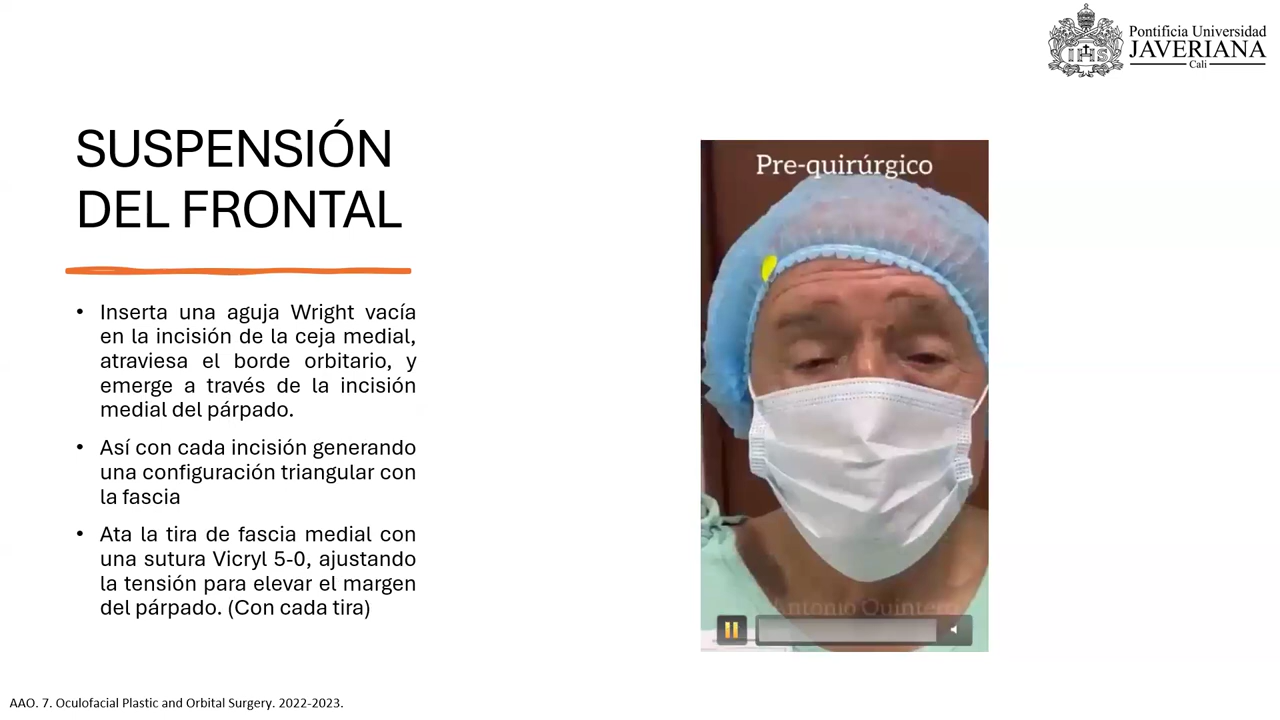 Pontificia Universidad
JAVERIANA
Cali
IHS
SUSPENSIÓN
DEL FRONTAL
• Inserta una aguja Wright vacía
en la incisión de la ceja medial,
atraviesa el borde orbitario, y
emerge a través de la incisión
medial del párpado.
• Así con cada incisión generando
una configuración triangular con
la fascia
• Ata la tira de fascia medial con
una sutura Vicryl 5-0, ajustando
la tensión para elevar el margen
del párpado. (Con cada tira)
Pre-quirúrgico
Antonio Quintero
AAO. 7. Oculofacial Plastic and Orbital Surgery. 2022-2023.